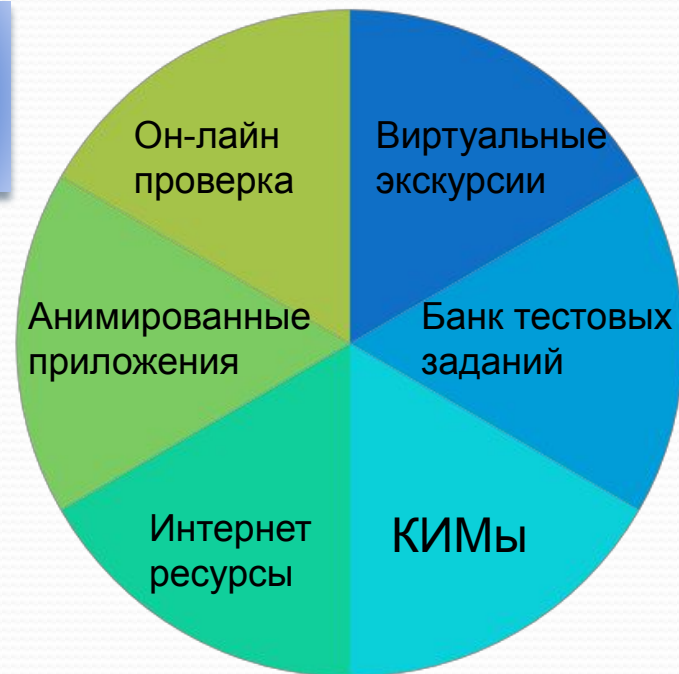 Он-лайн
проверка
Виртуальные
экскурсии
Анимированные
приложения
Банк тестовых
заданий
Интернет
ресурсы
КИМы